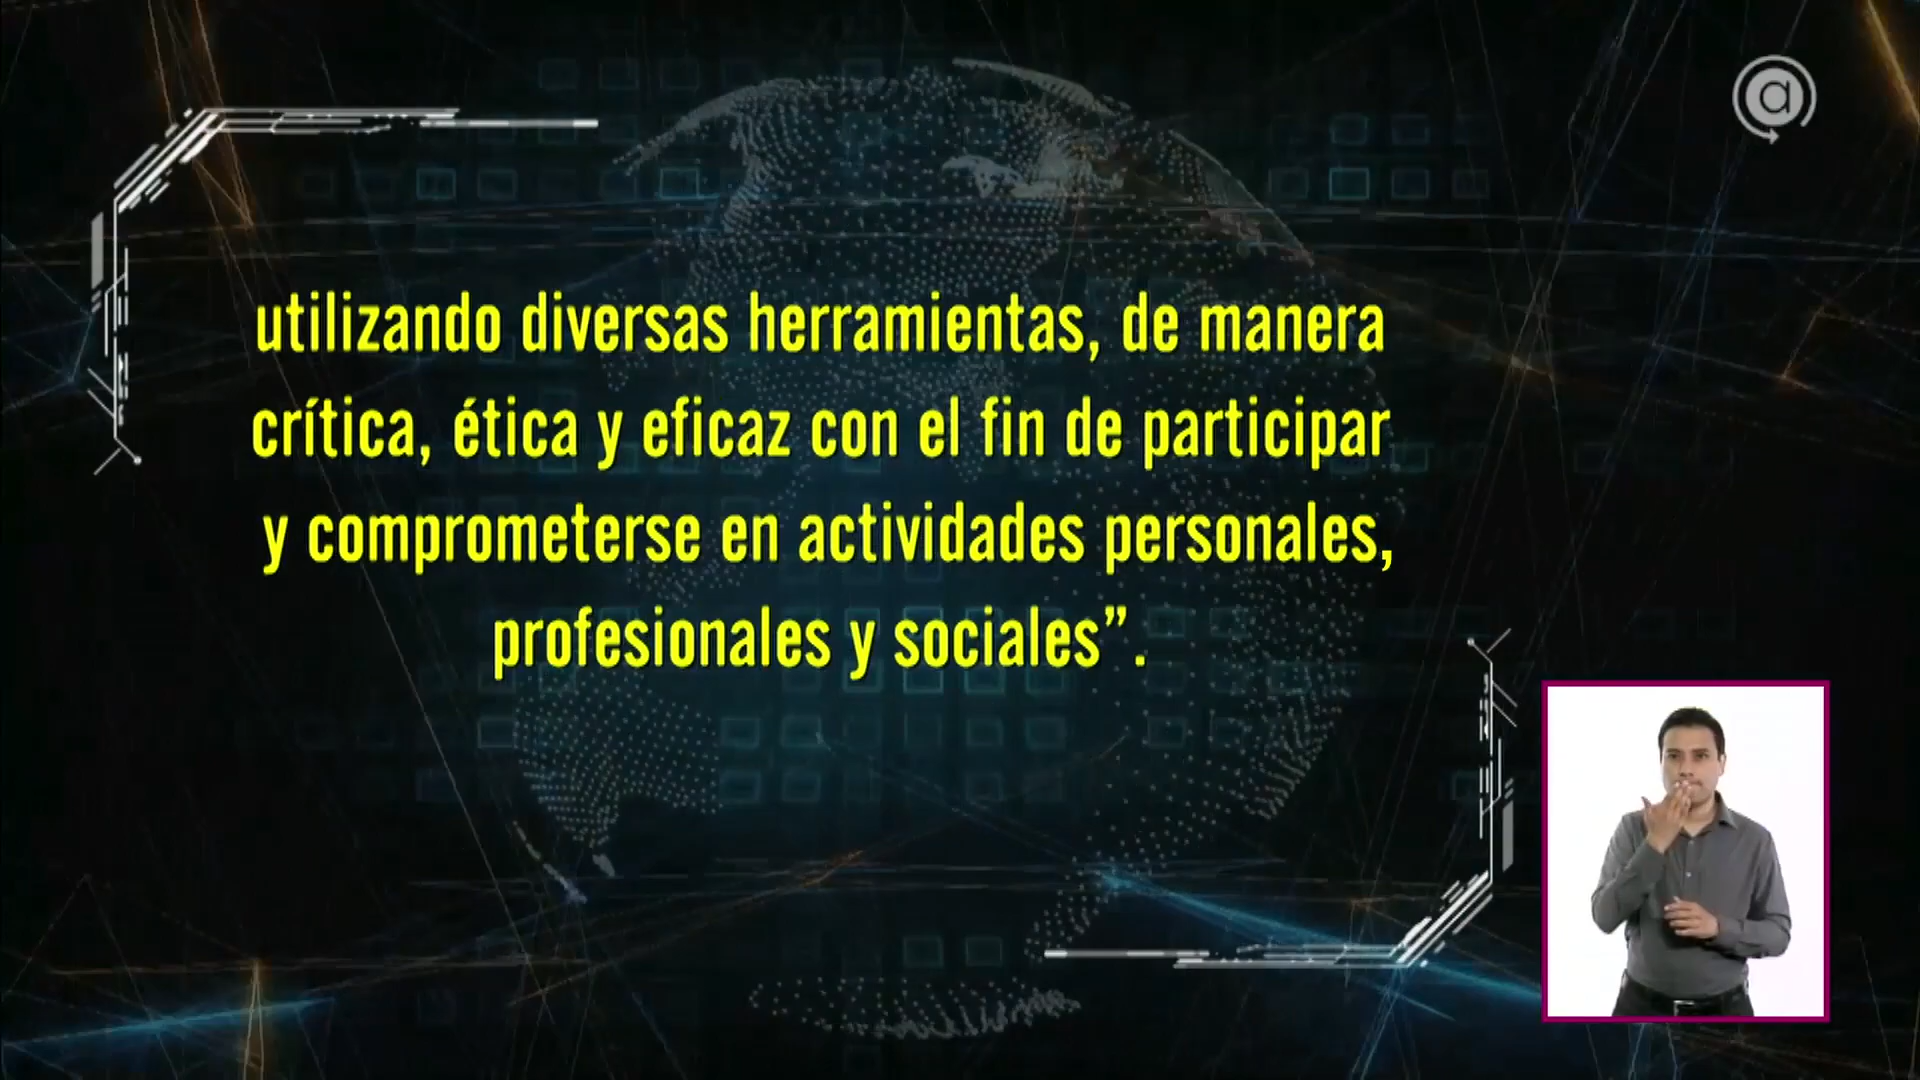 utilizando diversas herramientas, de manera
crítica, ética y eficaz con el fin de participar
y comprometerse en actividades personales,
profesionales y sociales”.